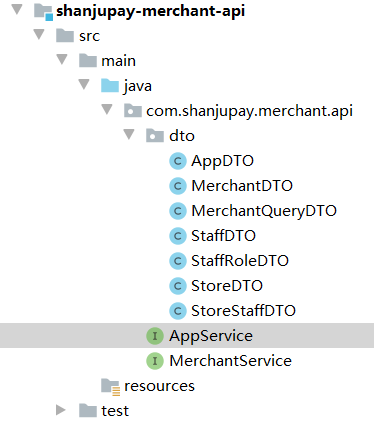 shanjupay-merchant-api
src
main
java
com.shanjupay.merchant.api
dto
C AppDTO
C MerchantDTO
C MerchantQueryDTO
C StaffDTO
C StaffRoleDTO
C StoreDTO
C StoreStaffDTO
I AppService
I MerchantService
resources
test